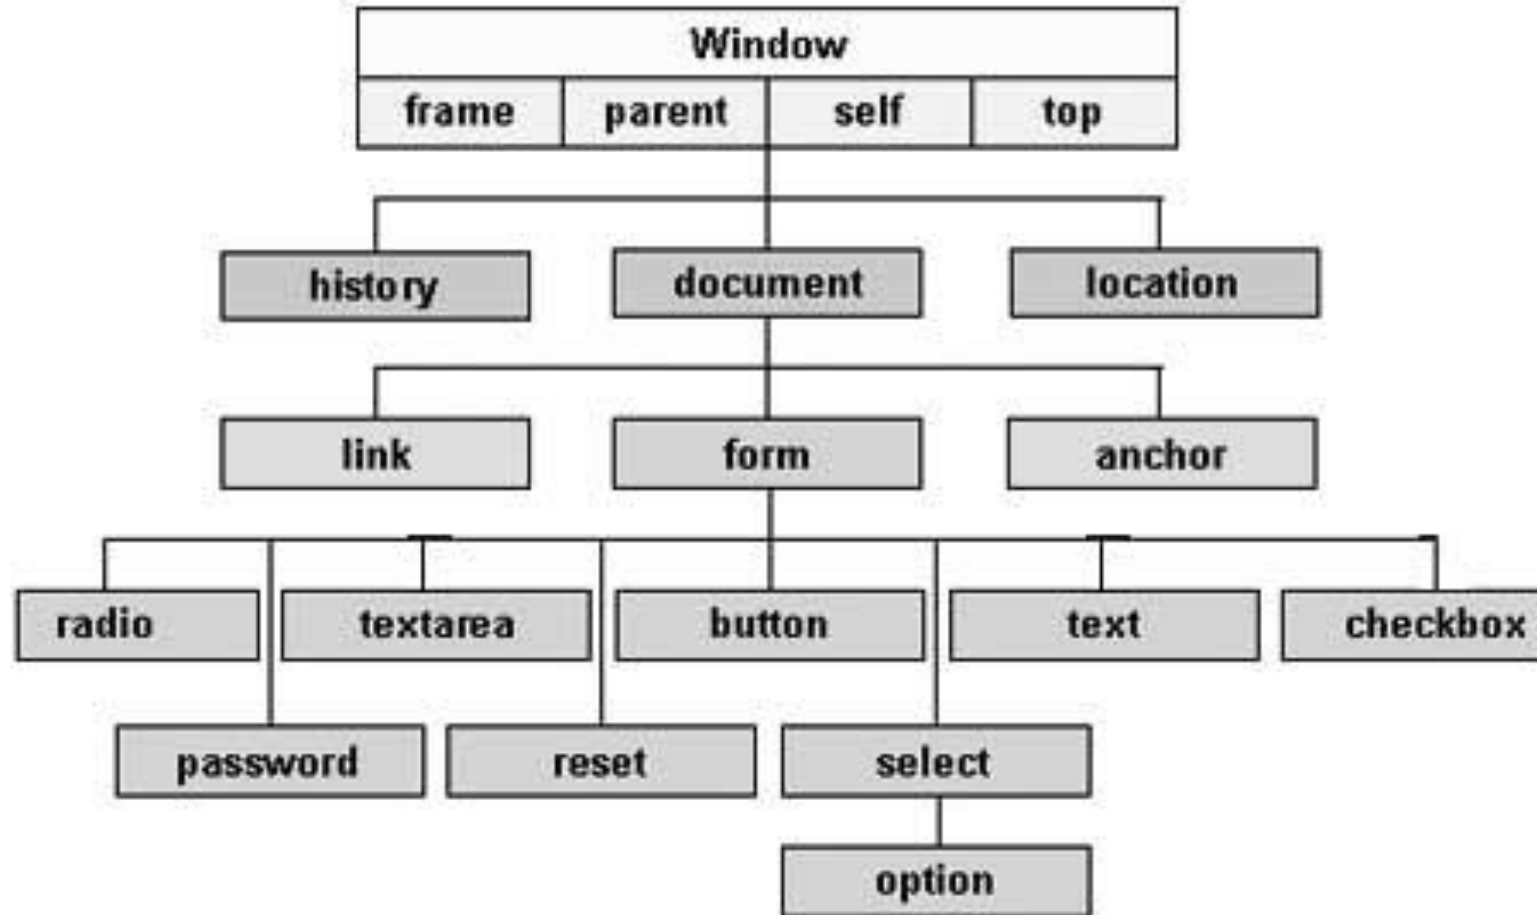 Window
frame parent self top
history document location
link form anchor
radio textarea button text checkbox
password reset select
option